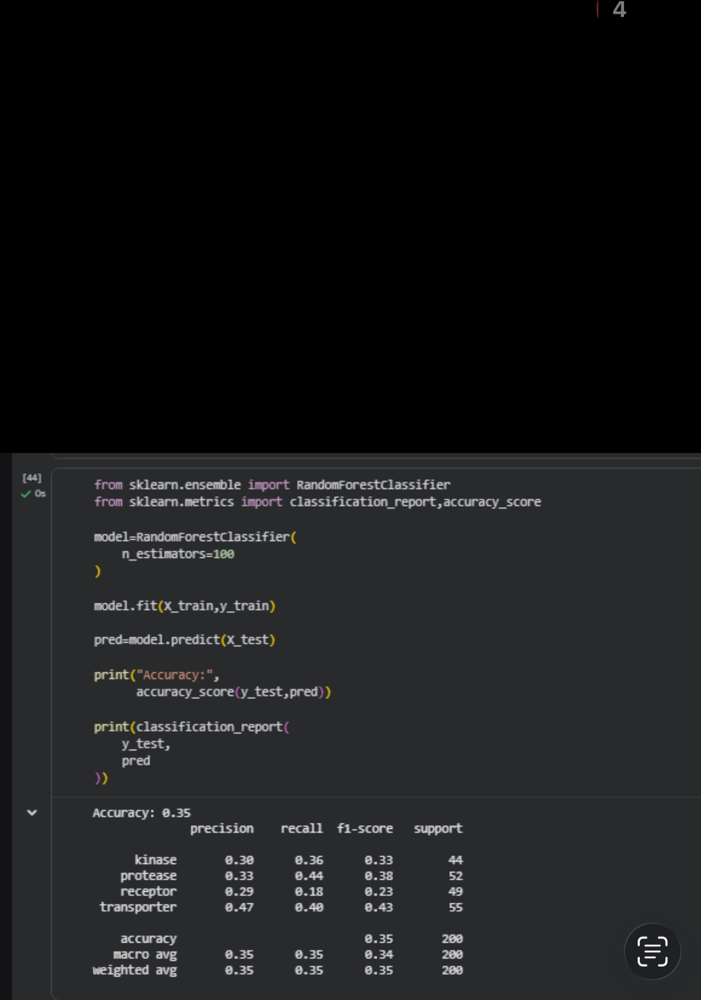 4
[44]
0s
from sklearn.ensemble import RandomForestClassifier
from sklearn.metrics import classification_report,accuracy_score
model=RandomForestClassifier(
    n_estimators=100
)
model.fit(X_train,y_train)
pred=model.predict(X_test)
print("Accuracy:",
      accuracy_score(y_test,pred))
print(classification_report(
    y_test,
    pred
))
Accuracy: 0.35
              precision    recall  f1-score   support
      kinase       0.30      0.36      0.33        44
    protease       0.33      0.44      0.38        52
    receptor       0.29      0.18      0.23        49
 transporter       0.47      0.40      0.43        55
    accuracy                           0.35       200
   macro avg       0.35      0.35      0.34       200
weighted avg       0.35      0.35      0.35       200